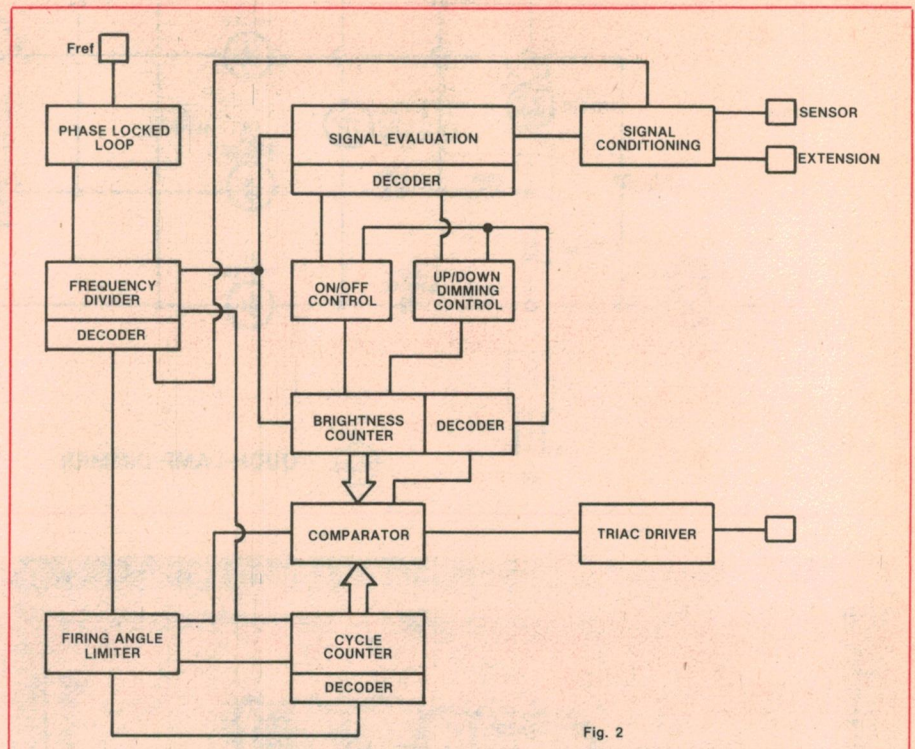 Fref
PHASE LOCKED
LOOP
SIGNAL EVALUATION
DECODER
SIGNAL
CONDITIONING
SENSOR
EXTENSION
FREQUENCY
DIVIDER
DECODER
ON/OFF
CONTROL
UP/DOWN
DIMMING
CONTROL
BRIGHTNESS
COUNTER
DECODER
COMPARATOR
TRIAC DRIVER
FIRING ANGLE
LIMITER
CYCLE
COUNTER
DECODER
Fig. 2